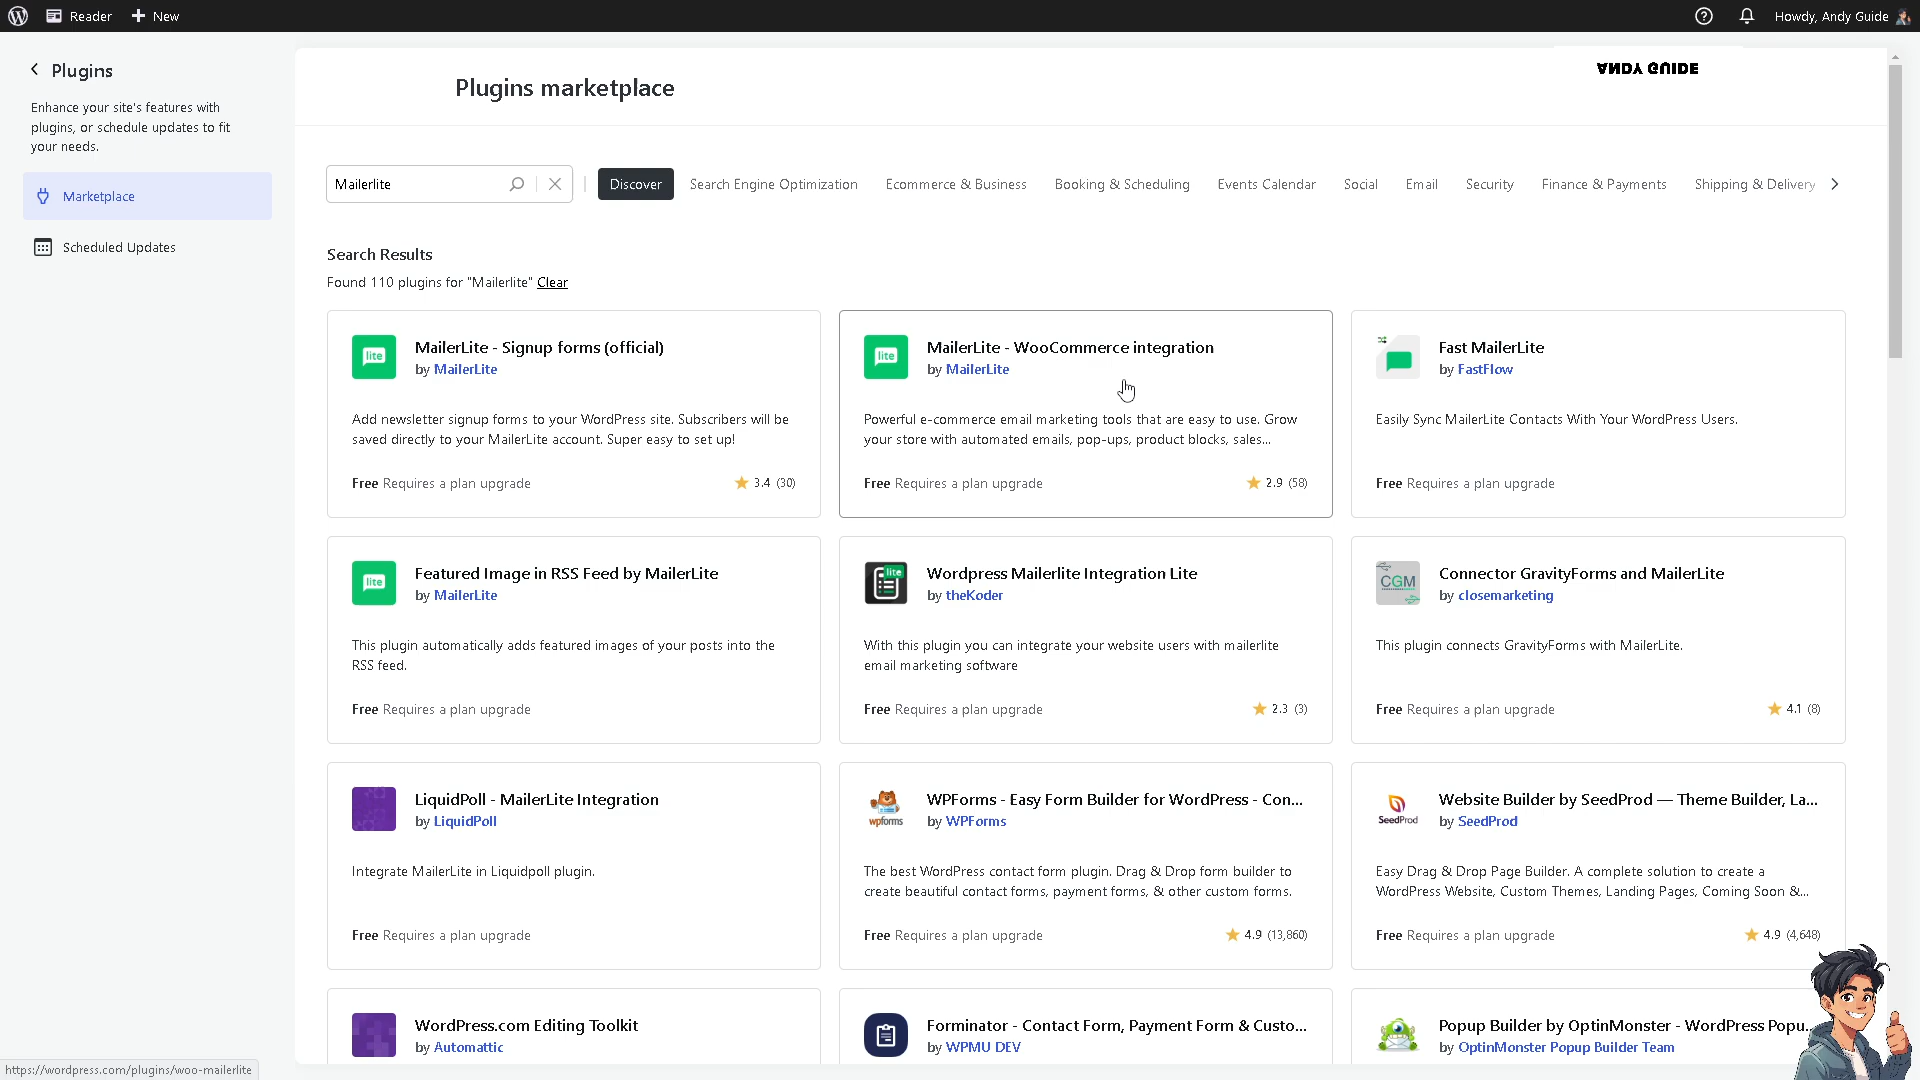 Reader
New
Howdy, Andy Guide
Plugins
Enhance your site's features with
plugins, or schedule updates to fit
your needs.
Marketplace
Scheduled Updates
Plugins marketplace
ANDY GUIDE
Mailerlite
Discover
Search Engine Optimization
Ecommerce & Business
Booking & Scheduling
Events Calendar
Social
Email
Security
Finance & Payments
Shipping & Delivery
Search Results
Found 110 plugins for "Mailerlite" Clear
lite
MailerLite - Signup forms (official)
by MailerLite
Add newsletter signup forms to your WordPress site. Subscribers will be
saved directly to your MailerLite account. Super easy to set up!
Free Requires a plan upgrade
3.4 (30)
lite
MailerLite - WooCommerce integration
by MailerLite
Powerful e-commerce email marketing tools that are easy to use. Grow
your store with automated emails, pop-ups, product blocks, sales...
Free Requires a plan upgrade
2.9 (58)
Fast MailerLite
by FastFlow
Easily Sync MailerLite Contacts With Your WordPress Users.
Free Requires a plan upgrade
lite
Featured Image in RSS Feed by MailerLite
by MailerLite
This plugin automatically adds featured images of your posts into the
RSS feed.
Free Requires a plan upgrade
lite
Wordpress Mailerlite Integration Lite
by theKoder
With this plugin you can integrate your website users with mailerlite
email marketing software
Free Requires a plan upgrade
2.3 (3)
CGM
Connector GravityForms and MailerLite
by closemarketing
This plugin connects GravityForms with MailerLite.
Free Requires a plan upgrade
4.1 (8)
LiquidPoll - MailerLite Integration
by LiquidPoll
Integrate MailerLite in Liquidpoll plugin.
Free Requires a plan upgrade
wpforms
WPForms - Easy Form Builder for WordPress - Con...
by WPForms
The best WordPress contact form plugin. Drag & Drop form builder to
create beautiful contact forms, payment forms, & other custom forms.
Free Requires a plan upgrade
4.9 (13,860)
SeedProd
Website Builder by SeedProd — Theme Builder, La...
by SeedProd
Easy Drag & Drop Page Builder. A complete solution to create a
WordPress Website, Custom Themes, Landing Pages, Coming Soon &...
Free Requires a plan upgrade
4.9 (4,648)
WordPress.com Editing Toolkit
by Automattic
Forminator - Contact Form, Payment Form & Custo...
by WPMU DEV
Popup Builder by OptinMonster - WordPress Popu...
by OptinMonster Popup Builder Team
https://wordpress.com/plugins/woo-mailerlite